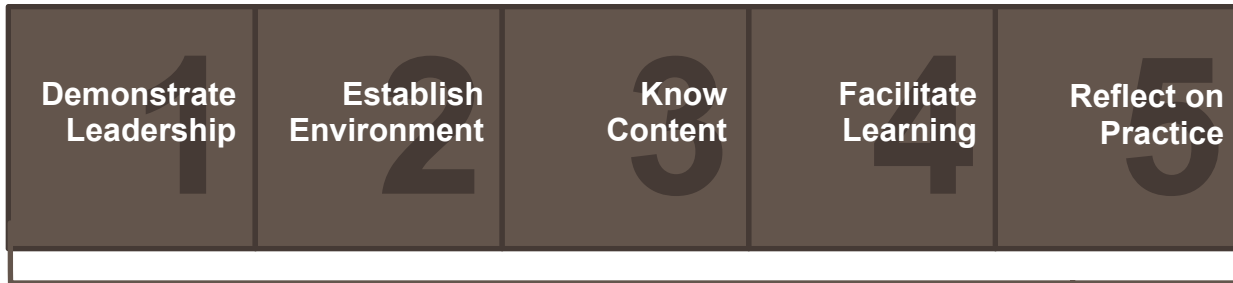 1
Demonstrate
Leadership
2
Establish
Environment
3
Know
Content
4
Facilitate
Learning
5
Reflect on
Practice